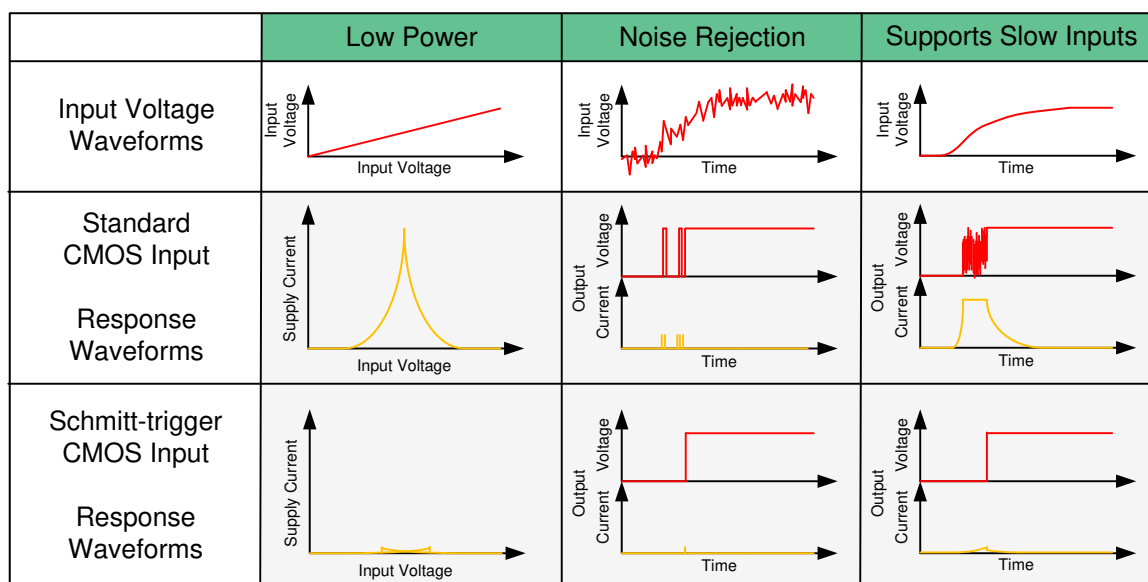 Low Power
Noise Rejection
Supports Slow Inputs
Input Voltage
Waveforms
Input
Voltage
Input Voltage
Input
Voltage
Time
Input
Voltage
Time
Standard
CMOS Input
Response
Waveforms
Supply Current
Input Voltage
Output
Voltage
Current
Time
Output
Voltage
Current
Time
Schmitt-trigger
CMOS Input
Response
Waveforms
Supply Current
Input Voltage
Output
Voltage
Current
Time
Output
Voltage
Current
Time